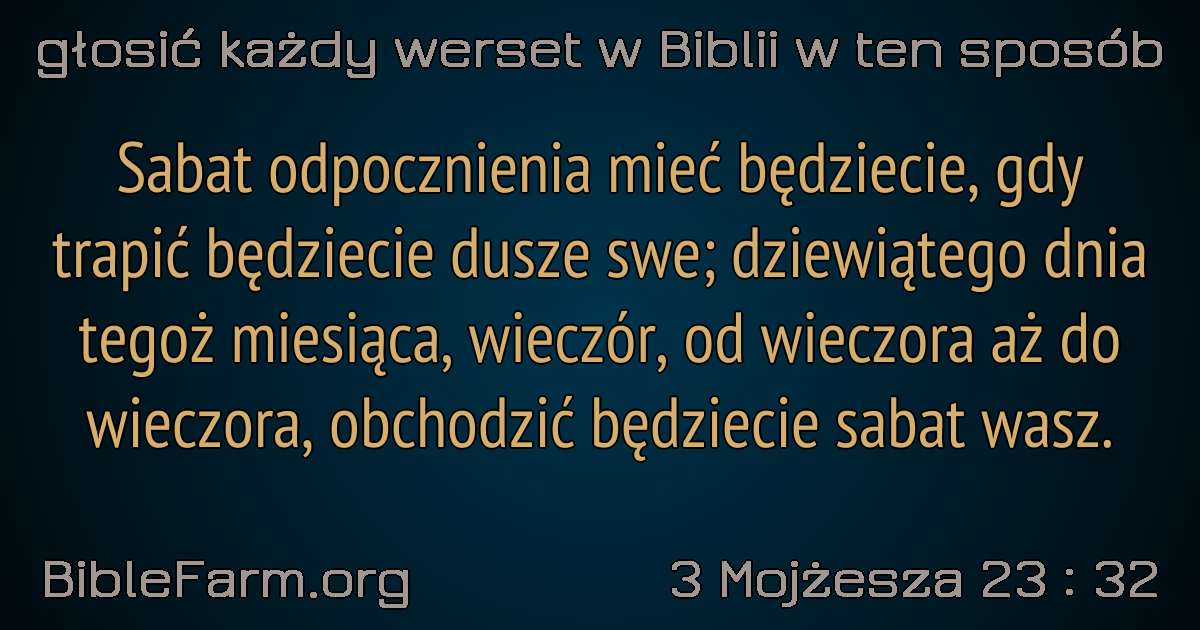 głosić każdy werset w Biblii w ten sposób
Sabat odpocznienia mieć będziecie, gdy
trapić będziecie dusze swe; dziewiątego dnia
tegoż miesiąca, wieczór, od wieczora aż do
wieczora, obchodzić będziecie sabat wasz.
BibleFarm.org
3 Mojżesza 23 : 32